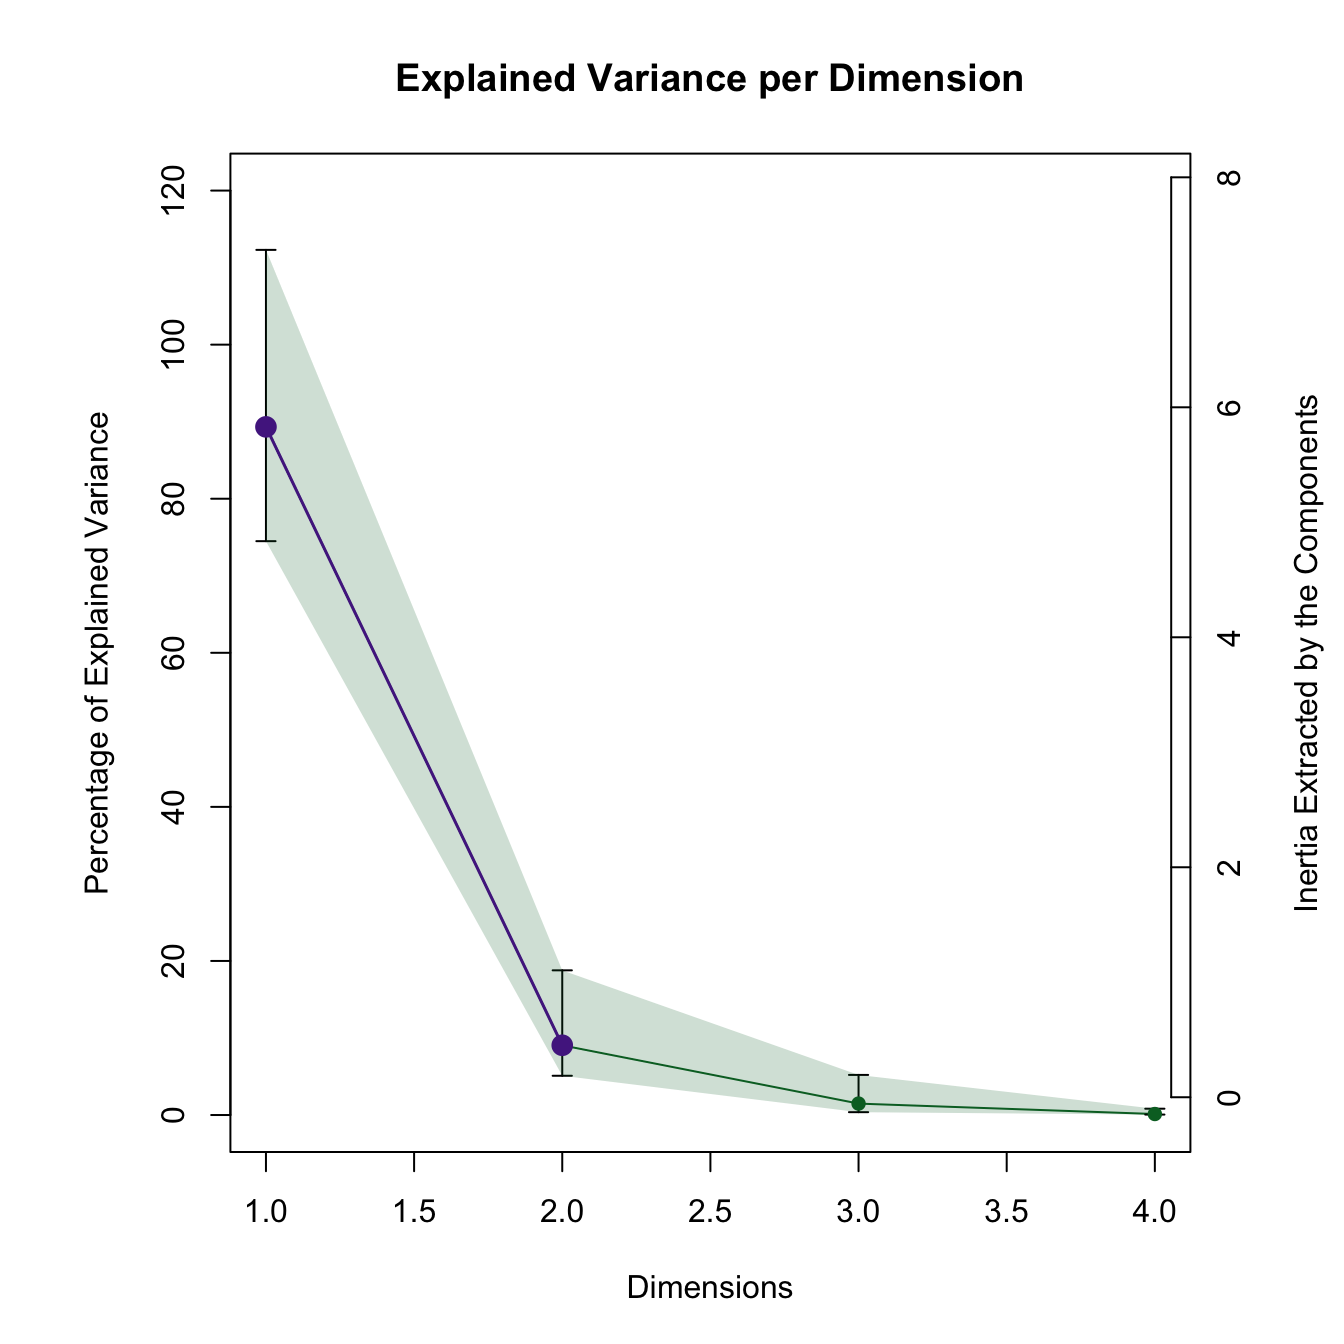 Explained Variance per Dimension
Percentage of Explained Variance
120
100
80
60
40
20
0
8
6
4
2
0
Inertia Extracted by the Components
1.0 1.5 2.0 2.5 3.0 3.5 4.0
Dimensions